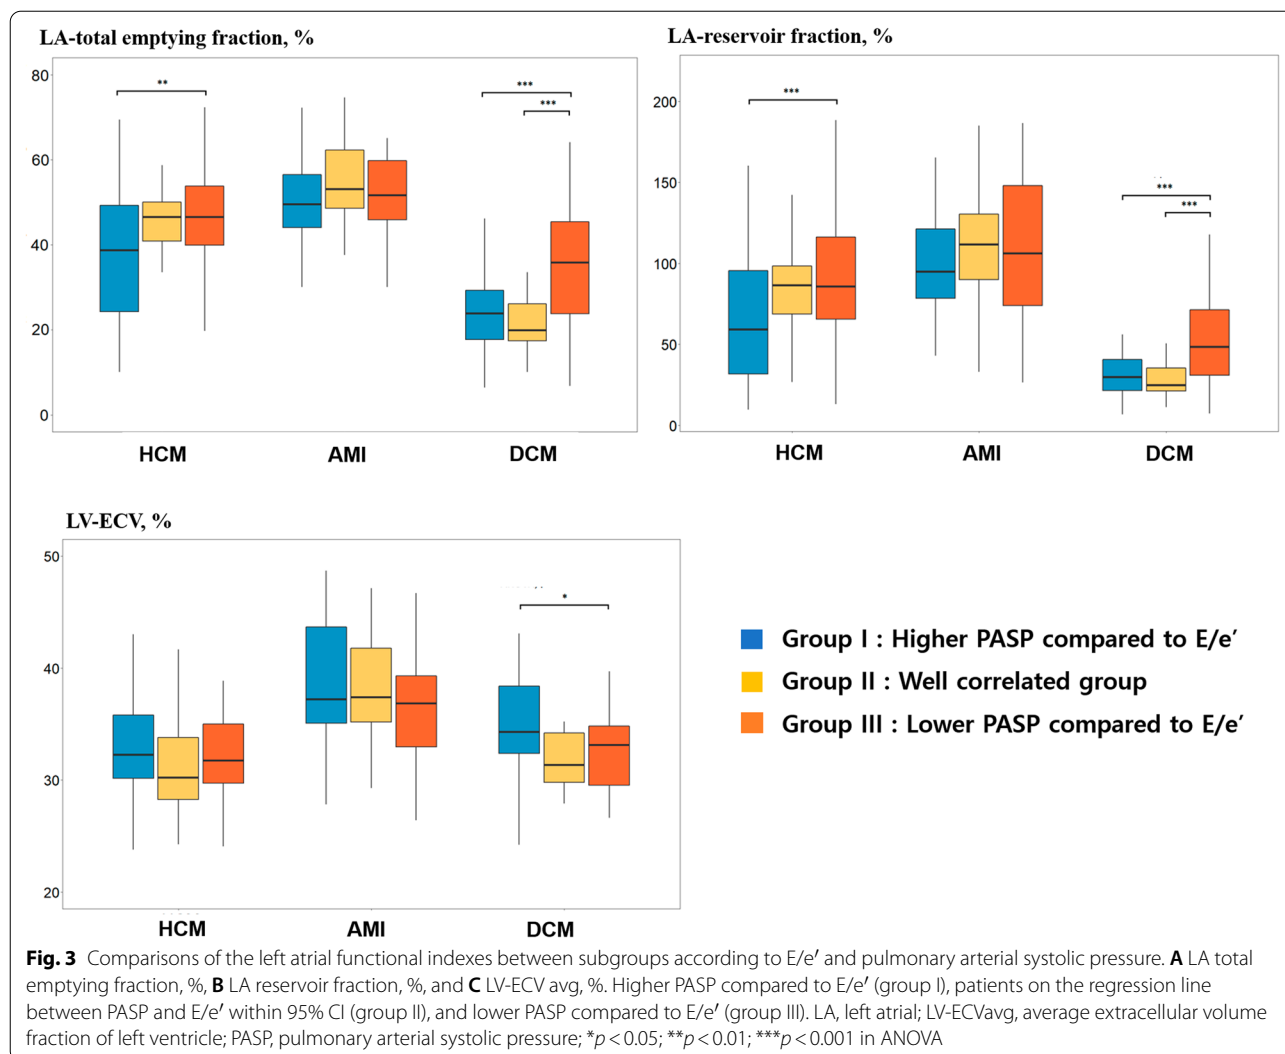 LA-total emptying fraction, %
80
60
40
20
0
**
***
***
HCM AMI DCM
LA-reservoir fraction, %
200
150
100
50
0
***
***
***
HCM AMI DCM
LV-ECV, %
50
40
30
20
*
HCM AMI DCM
Group I : Higher PASP compared to E/e′
Group II : Well correlated group
Group III : Lower PASP compared to E/e′
Fig. 3 Comparisons of the left atrial functional indexes between subgroups according to E/e′ and pulmonary arterial systolic pressure. A LA total
emptying fraction, %, B LA reservoir fraction, %, and C LV-ECV avg, %. Higher PASP compared to E/e′ (group I), patients on the regression line
between PASP and E/e′ within 95% CI (group II), and lower PASP compared to E/e′ (group III). LA, left atrial; LV-ECVavg, average extracellular volume
fraction of left ventricle; PASP, pulmonary arterial systolic pressure; *p < 0.05; **p < 0.01; ***p < 0.001 in ANOVA